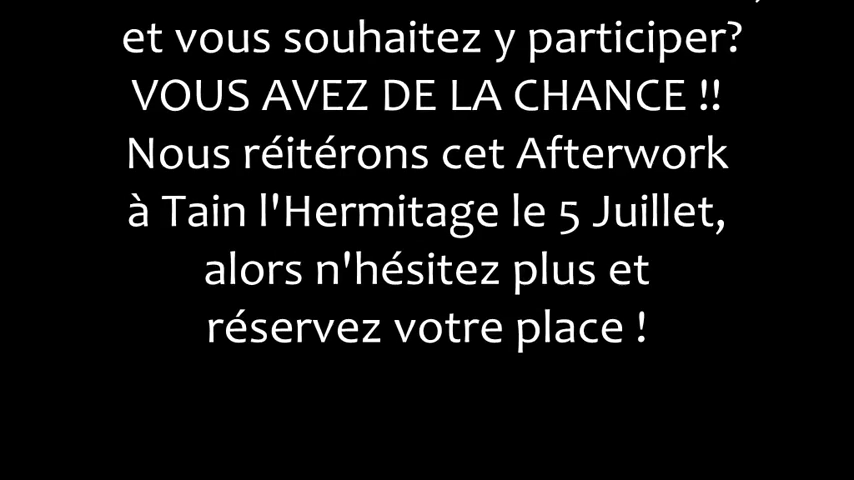 et vous souhaitez y participer?
VOUS AVEZ DE LA CHANCE !!
Nous réitérons cet Afterwork
à Tain l'Hermitage le 5 Juillet,
alors n'hésitez plus et
réservez votre place !